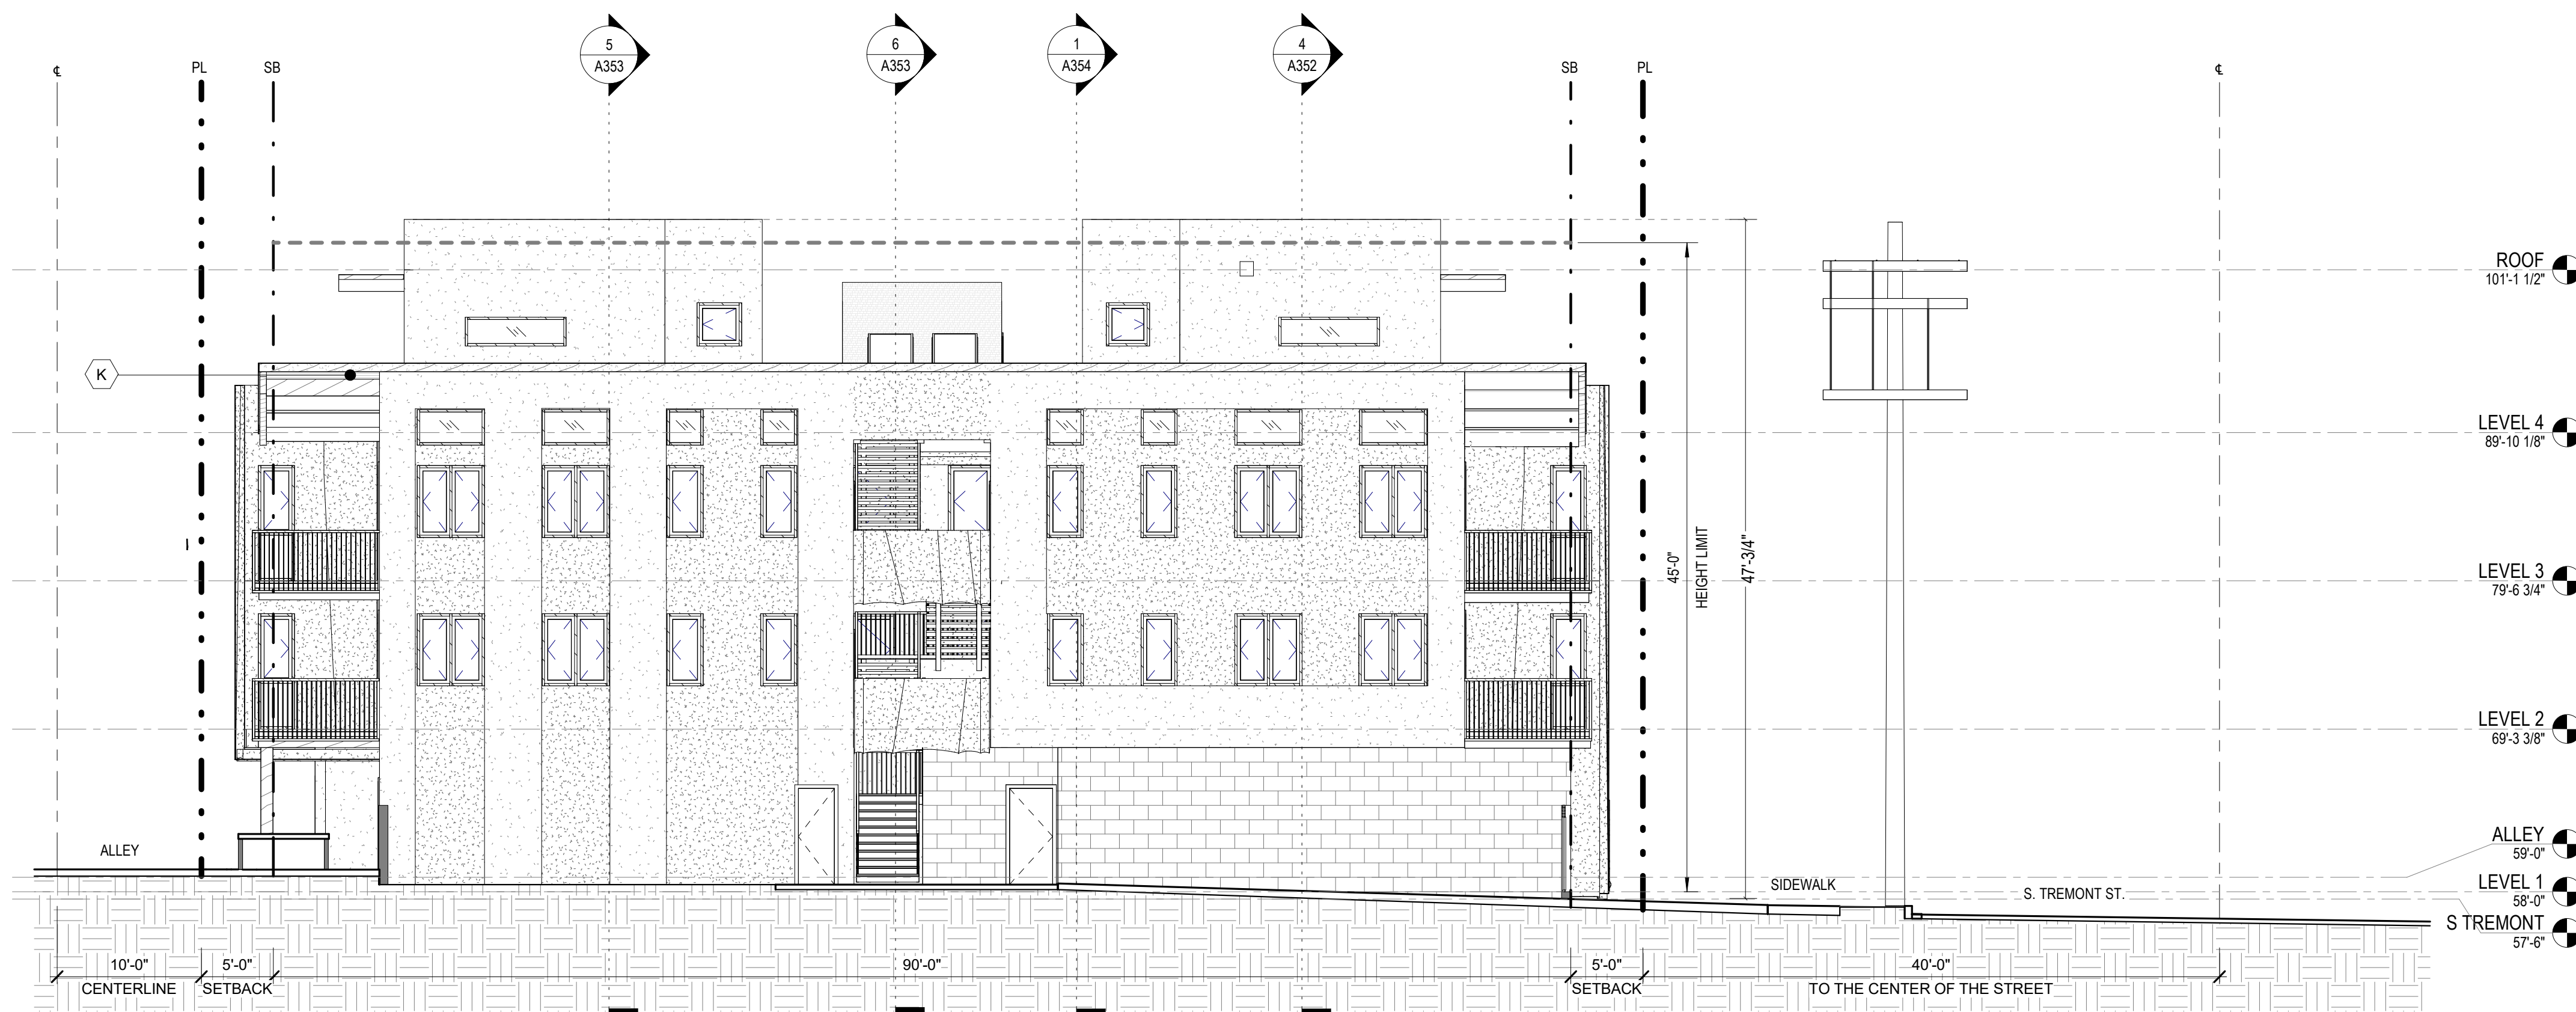 5
A353
6
A353
1
A354
4
A352
℄
PL
SB
SB
PL
℄
ROOF
101'-1 1/2"
K
LEVEL 4
89'-10 1/8"
45'-0"
HEIGHT LIMIT
47'-3/4"
LEVEL 3
79'-6 3/4"
LEVEL 2
69'-3 3/8"
ALLEY
ALLEY
59'-0"
SIDEWALK
S. TREMONT ST.
LEVEL 1
58'-0"
S TREMONT
57'-6"
10'-0"
CENTERLINE
5'-0"
SETBACK
90'-0"
5'-0"
SETBACK
40'-0"
TO THE CENTER OF THE STREET